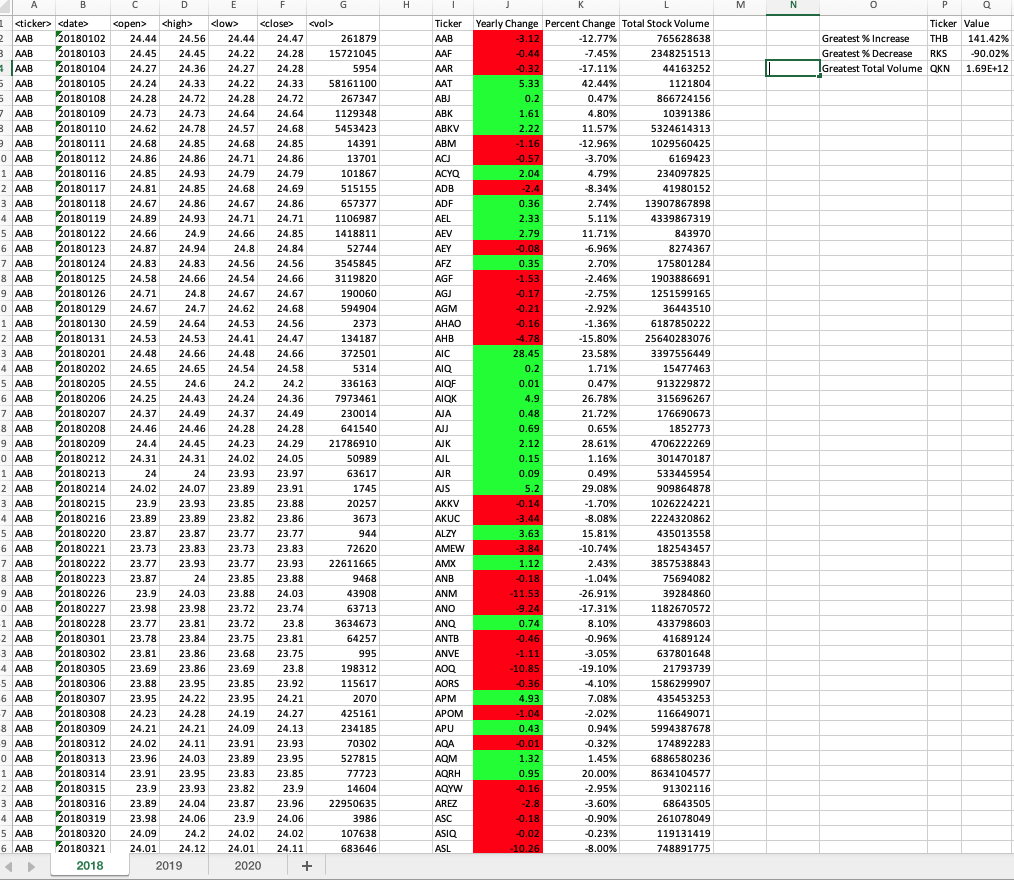 A B C D E F G H I J K L M N O P Q
1 <ticker> <date> <open> <high> <low> <close> <vol> Ticker Yearly Change Percent Change Total Stock Volume Ticker Value
2 AAB 20180102 24.44 24.56 24.44 24.47 261879 AAB -3.12 -12.77% 765628638 Greatest % Increase THB 141.42%
3 AAB 20180103 24.45 24.45 24.22 24.28 15721045 AAF -0.44 -7.45% 2348251513 Greatest % Decrease RKS -90.02%
4 AAB 20180104 24.27 24.36 24.27 24.28 5954 AAR -0.32 -17.11% 44163252 Greatest Total Volume QKN 1.69E+12
5 AAB 20180105 24.24 24.33 24.22 24.33 58161100 AAT 5.33 42.44% 1121804
6 AAB 20180108 24.28 24.72 24.28 24.72 267347 ABJ 0.2 0.47% 866724156
7 AAB 20180109 24.73 24.73 24.64 24.64 1129348 ABK 1.61 4.80% 10391386
8 AAB 20180110 24.62 24.78 24.57 24.68 5453423 ABKV 2.22 11.57% 5324614313
9 AAB 20180111 24.68 24.85 24.68 24.85 14391 ABM -1.16 -12.96% 1029560425
0 AAB 20180112 24.86 24.86 24.71 24.86 13701 ACJ -0.57 -3.70% 6169423
1 AAB 20180116 24.85 24.93 24.79 24.79 101867 ACYQ 2.04 4.79% 234097825
2 AAB 20180117 24.81 24.85 24.68 24.69 515155 ADB -2.4 -8.34% 41980152
3 AAB 20180118 24.67 24.86 24.67 24.86 657377 ADF 0.36 2.74% 13907867898
4 AAB 20180119 24.89 24.93 24.71 24.71 1106987 AEL 2.33 5.11% 4339867319
5 AAB 20180122 24.66 24.9 24.66 24.85 1418811 AEV 2.79 11.71% 843970
6 AAB 20180123 24.87 24.94 24.8 24.84 52744 AEY -0.08 -6.96% 8274367
7 AAB 20180124 24.83 24.83 24.56 24.56 3545845 AFZ 0.35 2.70% 175801284
8 AAB 20180125 24.58 24.66 24.54 24.66 3119820 AGF -1.53 -2.46% 1903886691
9 AAB 20180126 24.71 24.8 24.67 24.67 190060 AGJ -0.17 -2.75% 1251599165
0 AAB 20180129 24.67 24.7 24.62 24.68 594904 AGM -0.21 -2.92% 36443510
1 AAB 20180130 24.59 24.64 24.53 24.56 2373 AHAO -0.16 -1.36% 6187850222
2 AAB 20180131 24.53 24.53 24.41 24.47 134187 AHB -4.78 -15.80% 25640283076
3 AAB 20180201 24.48 24.66 24.48 24.66 372501 AIC 28.45 23.58% 3397556449
4 AAB 20180202 24.65 24.65 24.54 24.58 5314 AIQ 0.2 1.71% 15477463
5 AAB 20180205 24.55 24.6 24.2 24.2 336163 AIQF 0.01 0.47% 913229872
6 AAB 20180206 24.25 24.43 24.24 24.36 7973461 AIQK 4.9 26.78% 315696267
7 AAB 20180207 24.37 24.49 24.37 24.49 230014 AJA 0.48 21.72% 176690673
8 AAB 20180208 24.46 24.46 24.28 24.28 641540 AJJ 0.69 0.65% 1852773
9 AAB 20180209 24.4 24.45 24.23 24.29 21786910 AJK 2.12 28.61% 4706222269
0 AAB 20180212 24.31 24.31 24.02 24.05 50989 AJL 0.15 1.16% 301470187
1 AAB 20180213 24 24 23.93 23.97 63617 AJR 0.09 0.49% 533445954
2 AAB 20180214 24.02 24.07 23.89 23.91 1745 AJS 5.2 29.08% 909864878
3 AAB 20180215 23.9 23.93 23.85 23.88 20257 AKKV -0.14 -1.70% 1026224221
4 AAB 20180216 23.89 23.89 23.82 23.86 3673 AKUC -3.44 -8.08% 2224320862
5 AAB 20180220 23.87 23.87 23.77 23.77 944 ALZY 3.63 15.81% 435013558
6 AAB 20180221 23.73 23.83 23.73 23.83 72620 AMEW -3.84 -10.74% 182543457
7 AAB 20180222 23.77 23.93 23.77 23.93 22611665 AMX 1.12 2.43% 3857538843
8 AAB 20180223 23.87 24 23.85 23.88 9468 ANB -0.18 -1.04% 75694082
9 AAB 20180226 23.9 24.03 23.88 24.03 43908 ANM -11.53 -26.91% 39284860
0 AAB 20180227 23.98 23.98 23.72 23.74 63713 ANO -9.24 -17.31% 1182670572
1 AAB 20180228 23.77 23.81 23.72 23.8 3634673 ANQ 0.74 8.10% 433798603
2 AAB 20180301 23.78 23.84 23.75 23.81 64257 ANTB -0.46 -0.96% 41689124
3 AAB 20180302 23.81 23.86 23.68 23.75 995 ANVE -1.11 -3.05% 637801648
4 AAB 20180305 23.69 23.86 23.69 23.8 198312 AOQ -10.85 -19.10% 21793739
5 AAB 20180306 23.88 23.95 23.85 23.92 115617 AORS -0.36 -4.10% 1586299907
6 AAB 20180307 23.95 24.22 23.95 24.21 2070 APM 4.93 7.08% 435453253
7 AAB 20180308 24.23 24.28 24.19 24.27 425161 APOM -1.04 -2.02% 116649071
8 AAB 20180309 24.21 24.21 24.09 24.13 234185 APU 0.43 0.94% 5994387678
9 AAB 20180312 24.02 24.11 23.91 23.93 70302 AQA -0.01 -0.32% 174892283
0 AAB 20180313 23.96 24.03 23.89 23.95 527815 AQM 1.32 1.45% 6886580236
1 AAB 20180314 23.91 23.95 23.83 23.85 77723 AQRH 0.95 20.00% 8634104577
2 AAB 20180315 23.9 23.93 23.82 23.9 14604 AQYW -0.16 -2.95% 91302116
3 AAB 20180316 23.89 24.04 23.87 23.96 22950635 AREZ -2.8 -3.60% 68643505
4 AAB 20180319 23.98 24.06 23.9 24.06 3986 ASC -0.18 -0.90% 261078049
5 AAB 20180320 24.09 24.2 24.02 24.02 107638 ASIQ -0.02 -0.23% 119131419
6 AAB 20180321 24.01 24.12 24.01 24.11 683646 ASL -10.26 -8.00% 748891775
2018 2019 2020 +